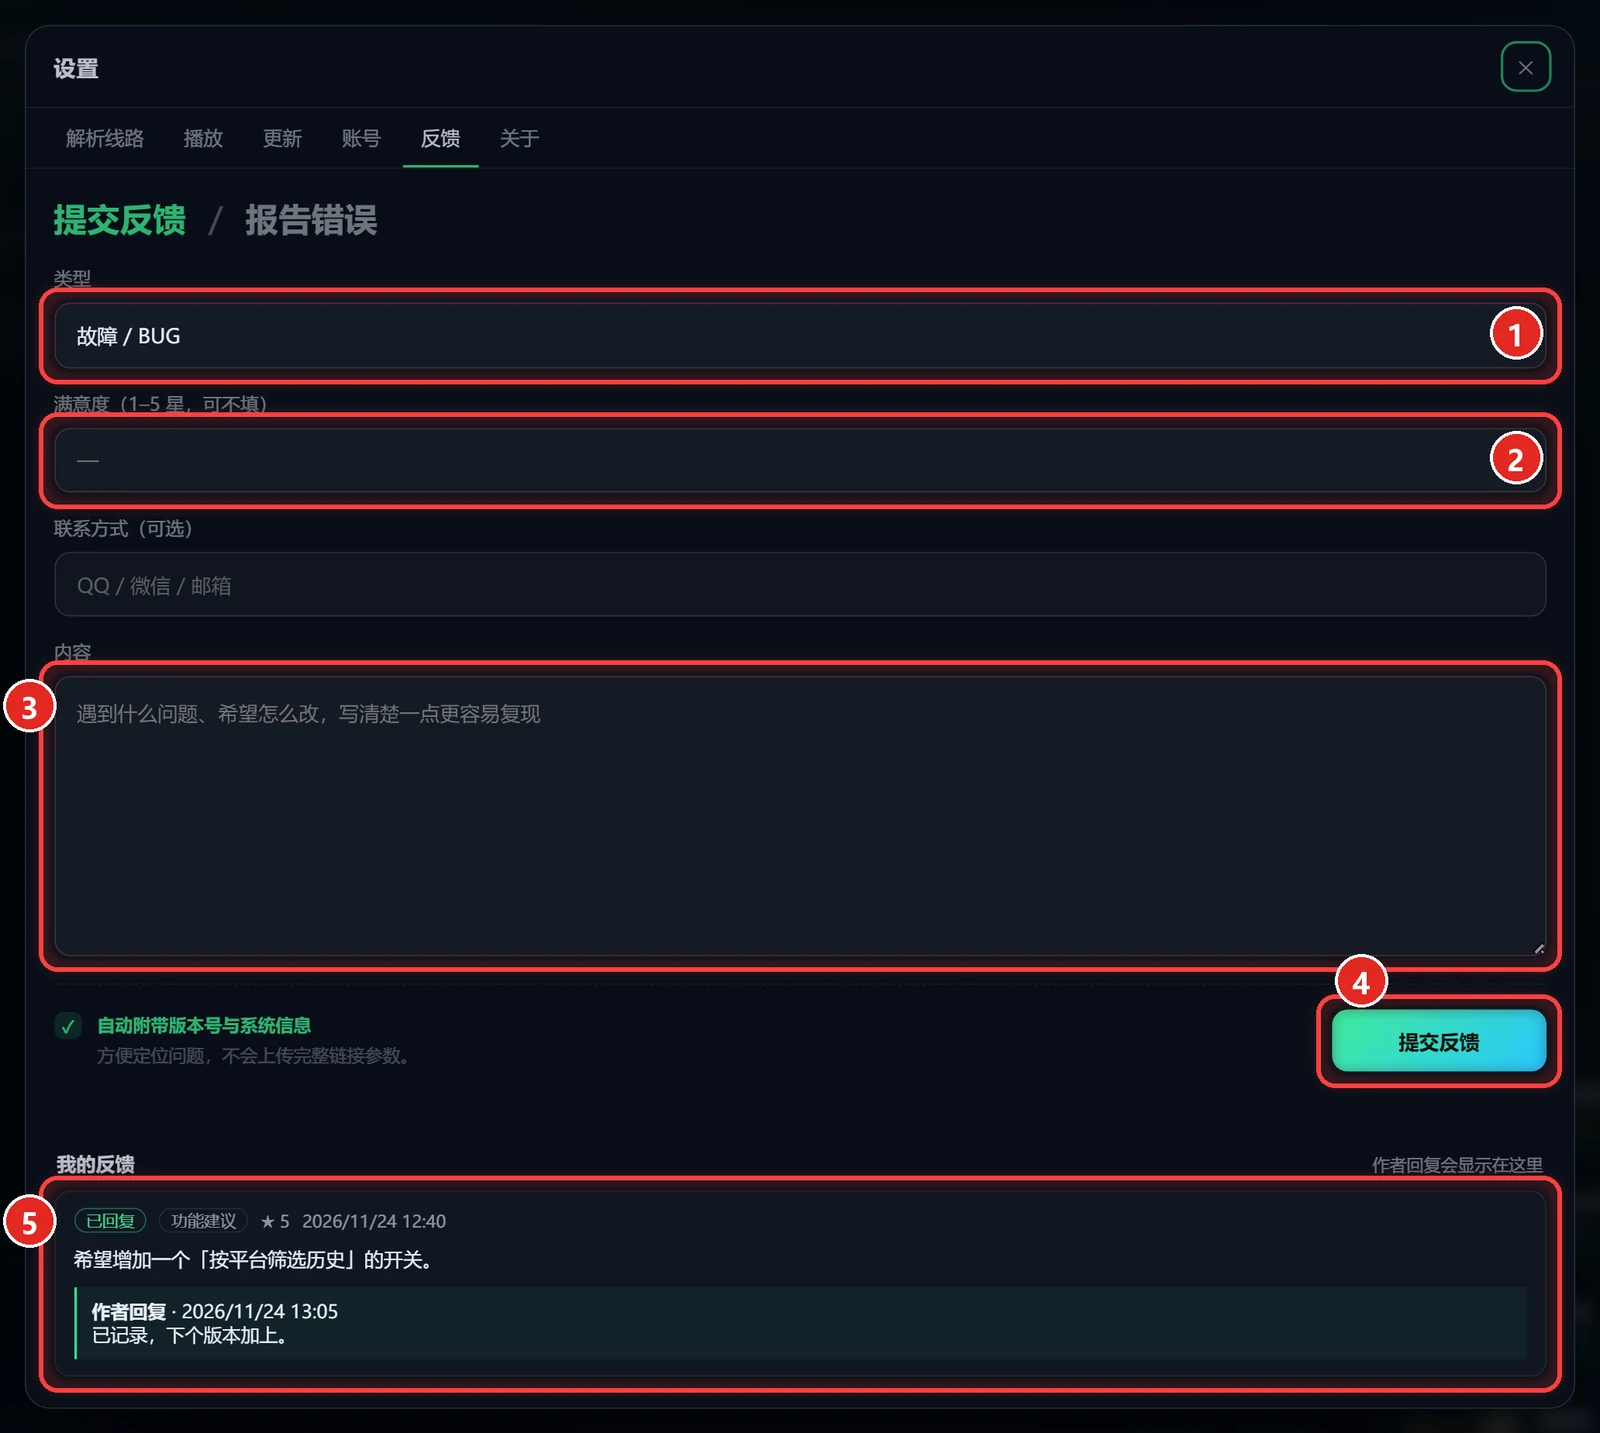 设置
解析线路 播放 更新 账号 反馈 关于
提交反馈 / 报告错误
类型
故障 / BUG
1
满意度（1–5 星，可不填）
—
2
联系方式（可选）
QQ / 微信 / 邮箱
内容
3
遇到什么问题、希望怎么改，写清楚一点更容易复现
4
自动附带版本号与系统信息
方便定位问题，不会上传完整链接参数。
提交反馈
我的反馈 作者回复会显示在这里
5
已回复 功能建议 ★ 5 2026/11/24 12:40
希望增加一个「按平台筛选历史」的开关。
作者回复 · 2026/11/24 13:05
已记录，下个版本加上。